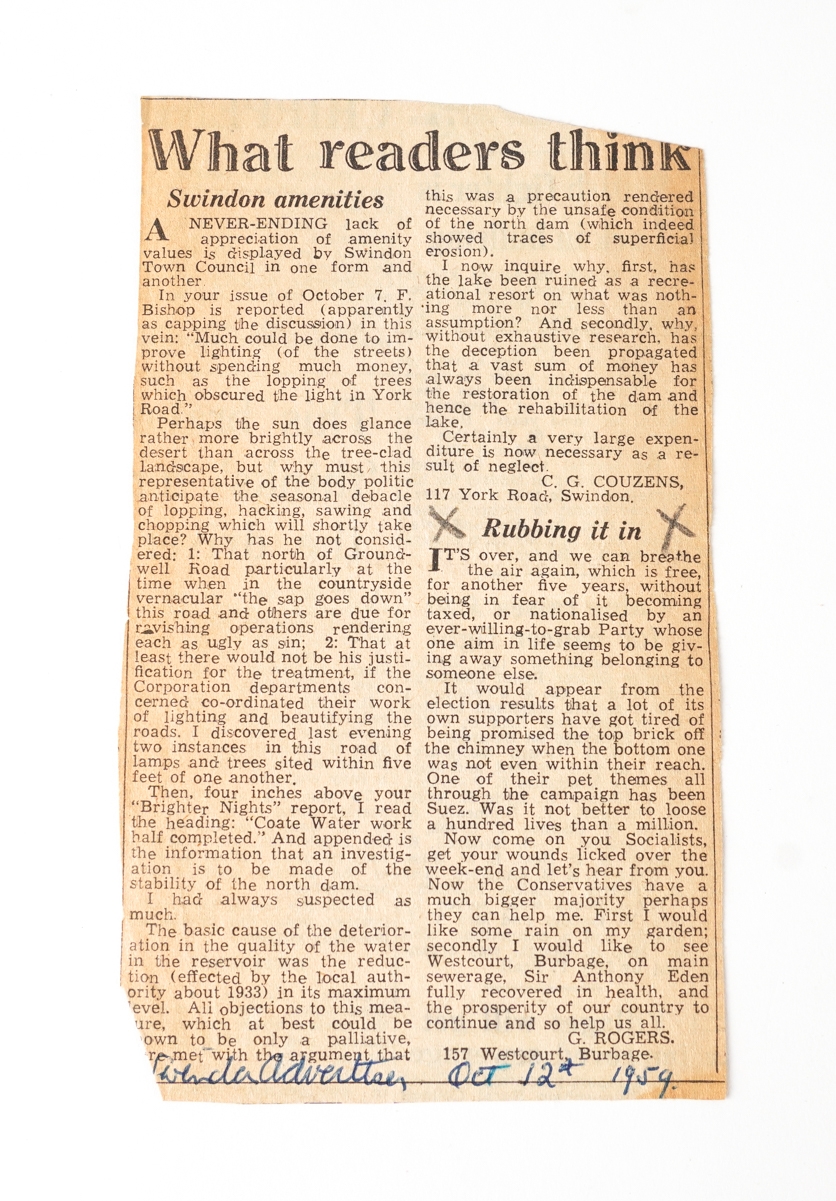 What readers think
Swindon amenities
A NEVER-ENDING lack of
appreciation of amenity
values is displayed by Swindon
Town Council in one form and
another.
In your issue of October 7, F.
Bishop is reported (apparently
as capping the discussion) in this
vein: “Much could be done to im-
prove lighting (of the streets)
without spending much money,
such as the lopping of trees
which obscured the light in York
Road.”
Perhaps the sun does glance
rather more brightly across the
desert than across the tree-clad
landscape, but why must this
representative of the body politic
anticipate the seasonal debacle
of lopping, hacking, sawing and
chopping which will shortly take
place? Why has he not consid-
ered: 1: That north of Ground-
well Road particularly at the
time when in the countryside
vernacular “the sap goes down”
this road and others are due for
ravishing operations rendering
each as ugly as sin; 2: That at
least there would not be his justi-
fication for the treatment, if the
Corporation departments con-
cerned co-ordinated their work
of lighting and beautifying the
roads. I discovered last evening
two instances in this road of
lamps and trees sited within five
feet of one another.
Then, four inches above your
“Brighter Nights” report, I read
the heading: “Coate Water work
half completed.” And appended is
the information that an investig-
ation is to be made of the
stability of the north dam.
I had always suspected as
much.
The basic cause of the deterior-
ation in the quality of the water
in the reservoir was the reduc-
tion (effected by the local auth-
ority about 1933) in its maximum
evel. All objections to this mea-
ure, which at best could be
own to be only a palliative,
re met with the argument that
this was a precaution rendered
necessary by the unsafe condition
of the north dam (which indeed
showed traces of superficial
erosion).
I now inquire why, first, has
the lake been ruined as a recre-
ational resort on what was noth-
ing more nor less than an
assumption? And secondly, why,
without exhaustive research, has
the deception been propagated
that a vast sum of money has
always been indispensable for
the restoration of the dam and
hence the rehabilitation of the
lake.
Certainly a very large expen-
diture is now necessary as a re-
sult of neglect.
C. G. COUZENS,
117 York Road, Swindon.
X Rubbing it in X
IT'S over, and we can breathe
the air again, which is free,
for another five years, without
being in fear of it becoming
taxed, or nationalised by an
ever-willing-to-grab Party whose
one aim in life seems to be giv-
ing away something belonging to
someone else.
It would appear from the
election results that a lot of its
own supporters have got tired of
being promised the top brick off
the chimney when the bottom one
was not even within their reach.
One of their pet themes all
through the campaign has been
Suez. Was it not better to loose
a hundred lives than a million.
Now come on you Socialists,
get your wounds licked over the
week-end and let's hear from you.
Now the Conservatives have a
much bigger majority perhaps
they can help me. First I would
like some rain on my garden;
secondly I would like to see
Westcourt, Burbage, on main
sewerage, Sir Anthony Eden
fully recovered in health, and
the prosperity of our country to
continue and so help us all.
G. ROGERS.
157 Westcourt, Burbage.
Advertiser Oct 12th 1959.